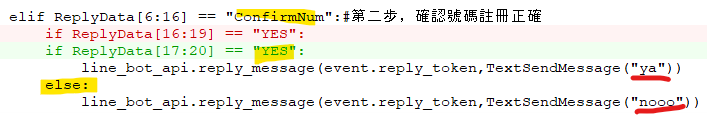 elif ReplyData[6:16] == "ConfirmNum":#第二步，確認號碼註冊正確
if ReplyData[16:19] == "YES":
if ReplyData[17:20] == "YES":
line_bot_api.reply_message(event.reply_token,TextSendMessage("ya"))
else:
line_bot_api.reply_message(event.reply_token,TextSendMessage("nooo"))